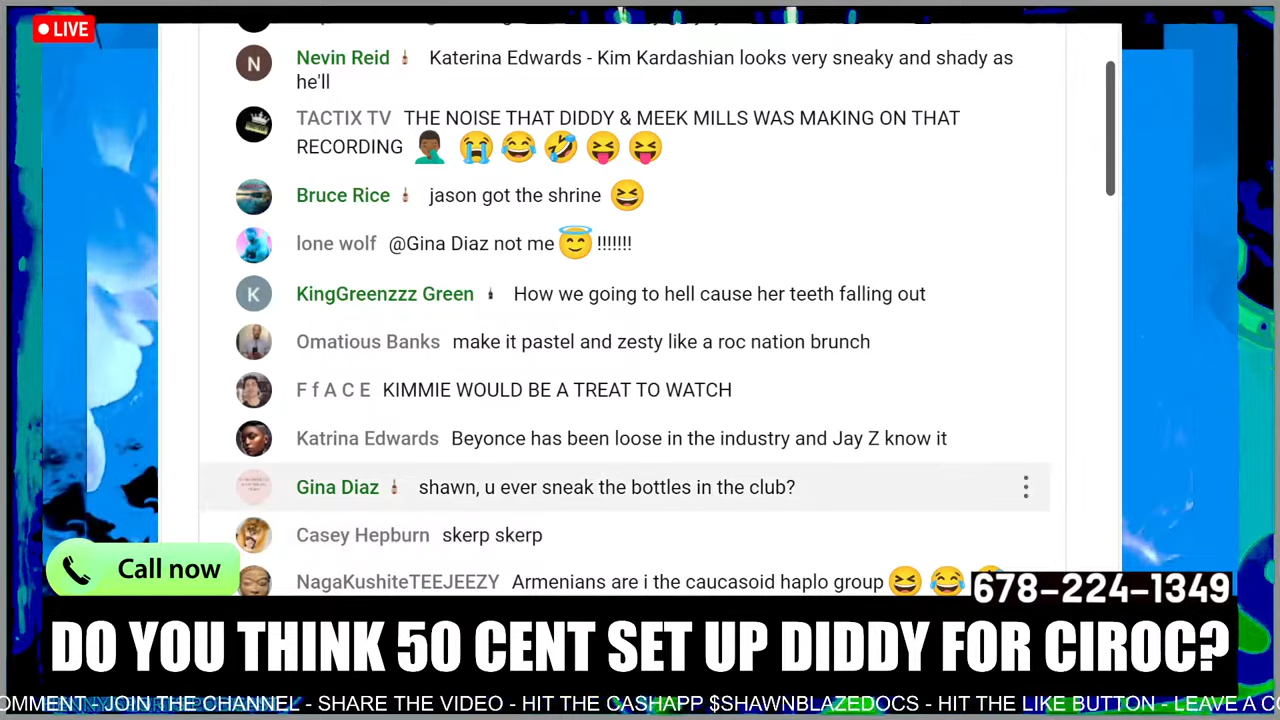 LIVE
Nevin Reid Katerina Edwards - Kim Kardashian looks very sneaky and shady as
he'll
TACTIX TV THE NOISE THAT DIDDY & MEEK MILLS WAS MAKING ON THAT
RECORDING 🤦🏾‍♂️ 😭 😂 🤣 😝 😝
Bruce Rice jason got the shrine 😆
lone wolf @Gina Diaz not me 😇 !!!!!!!
K KingGreenzzz Green How we going to hell cause her teeth falling out
Omatious Banks make it pastel and zesty like a roc nation brunch
F f A C E KIMMIE WOULD BE A TREAT TO WATCH
Katrina Edwards Beyonce has been loose in the industry and Jay Z know it
Gina Diaz shawn, u ever sneak the bottles in the club?
Casey Hepburn skerp skerp
NagaKushiteTEEJEEZY Armenians are i the caucasoid haplo group 😆 😂
Call now
678-224-1349
DO YOU THINK 50 CENT SET UP DIDDY FOR CIROC?
OMMENT - JOIN THE CHANNEL - SHARE THE VIDEO - HIT THE CASHAPP $SHAWNBLAZEDOCS - HIT THE LIKE BUTTON - LEAVE A CO